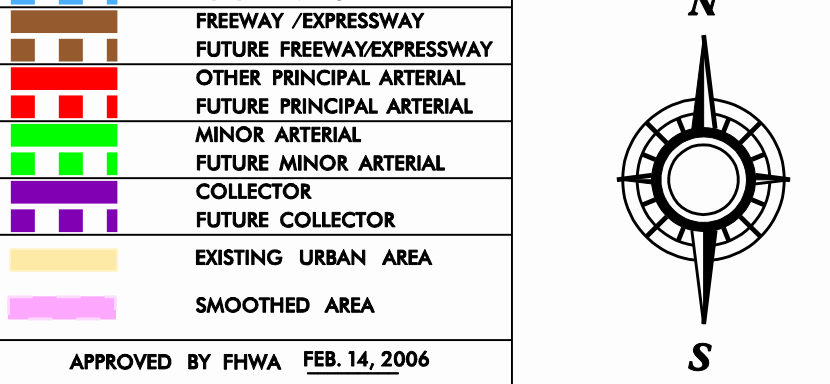 FREEWAY /EXPRESSWAY
FUTURE FREEWAY/EXPRESSWAY
OTHER PRINCIPAL ARTERIAL
FUTURE PRINCIPAL ARTERIAL
MINOR ARTERIAL
FUTURE MINOR ARTERIAL
COLLECTOR
FUTURE COLLECTOR
EXISTING URBAN AREA
SMOOTHED AREA
APPROVED BY FHWA FEB. 14, 2006
N
S